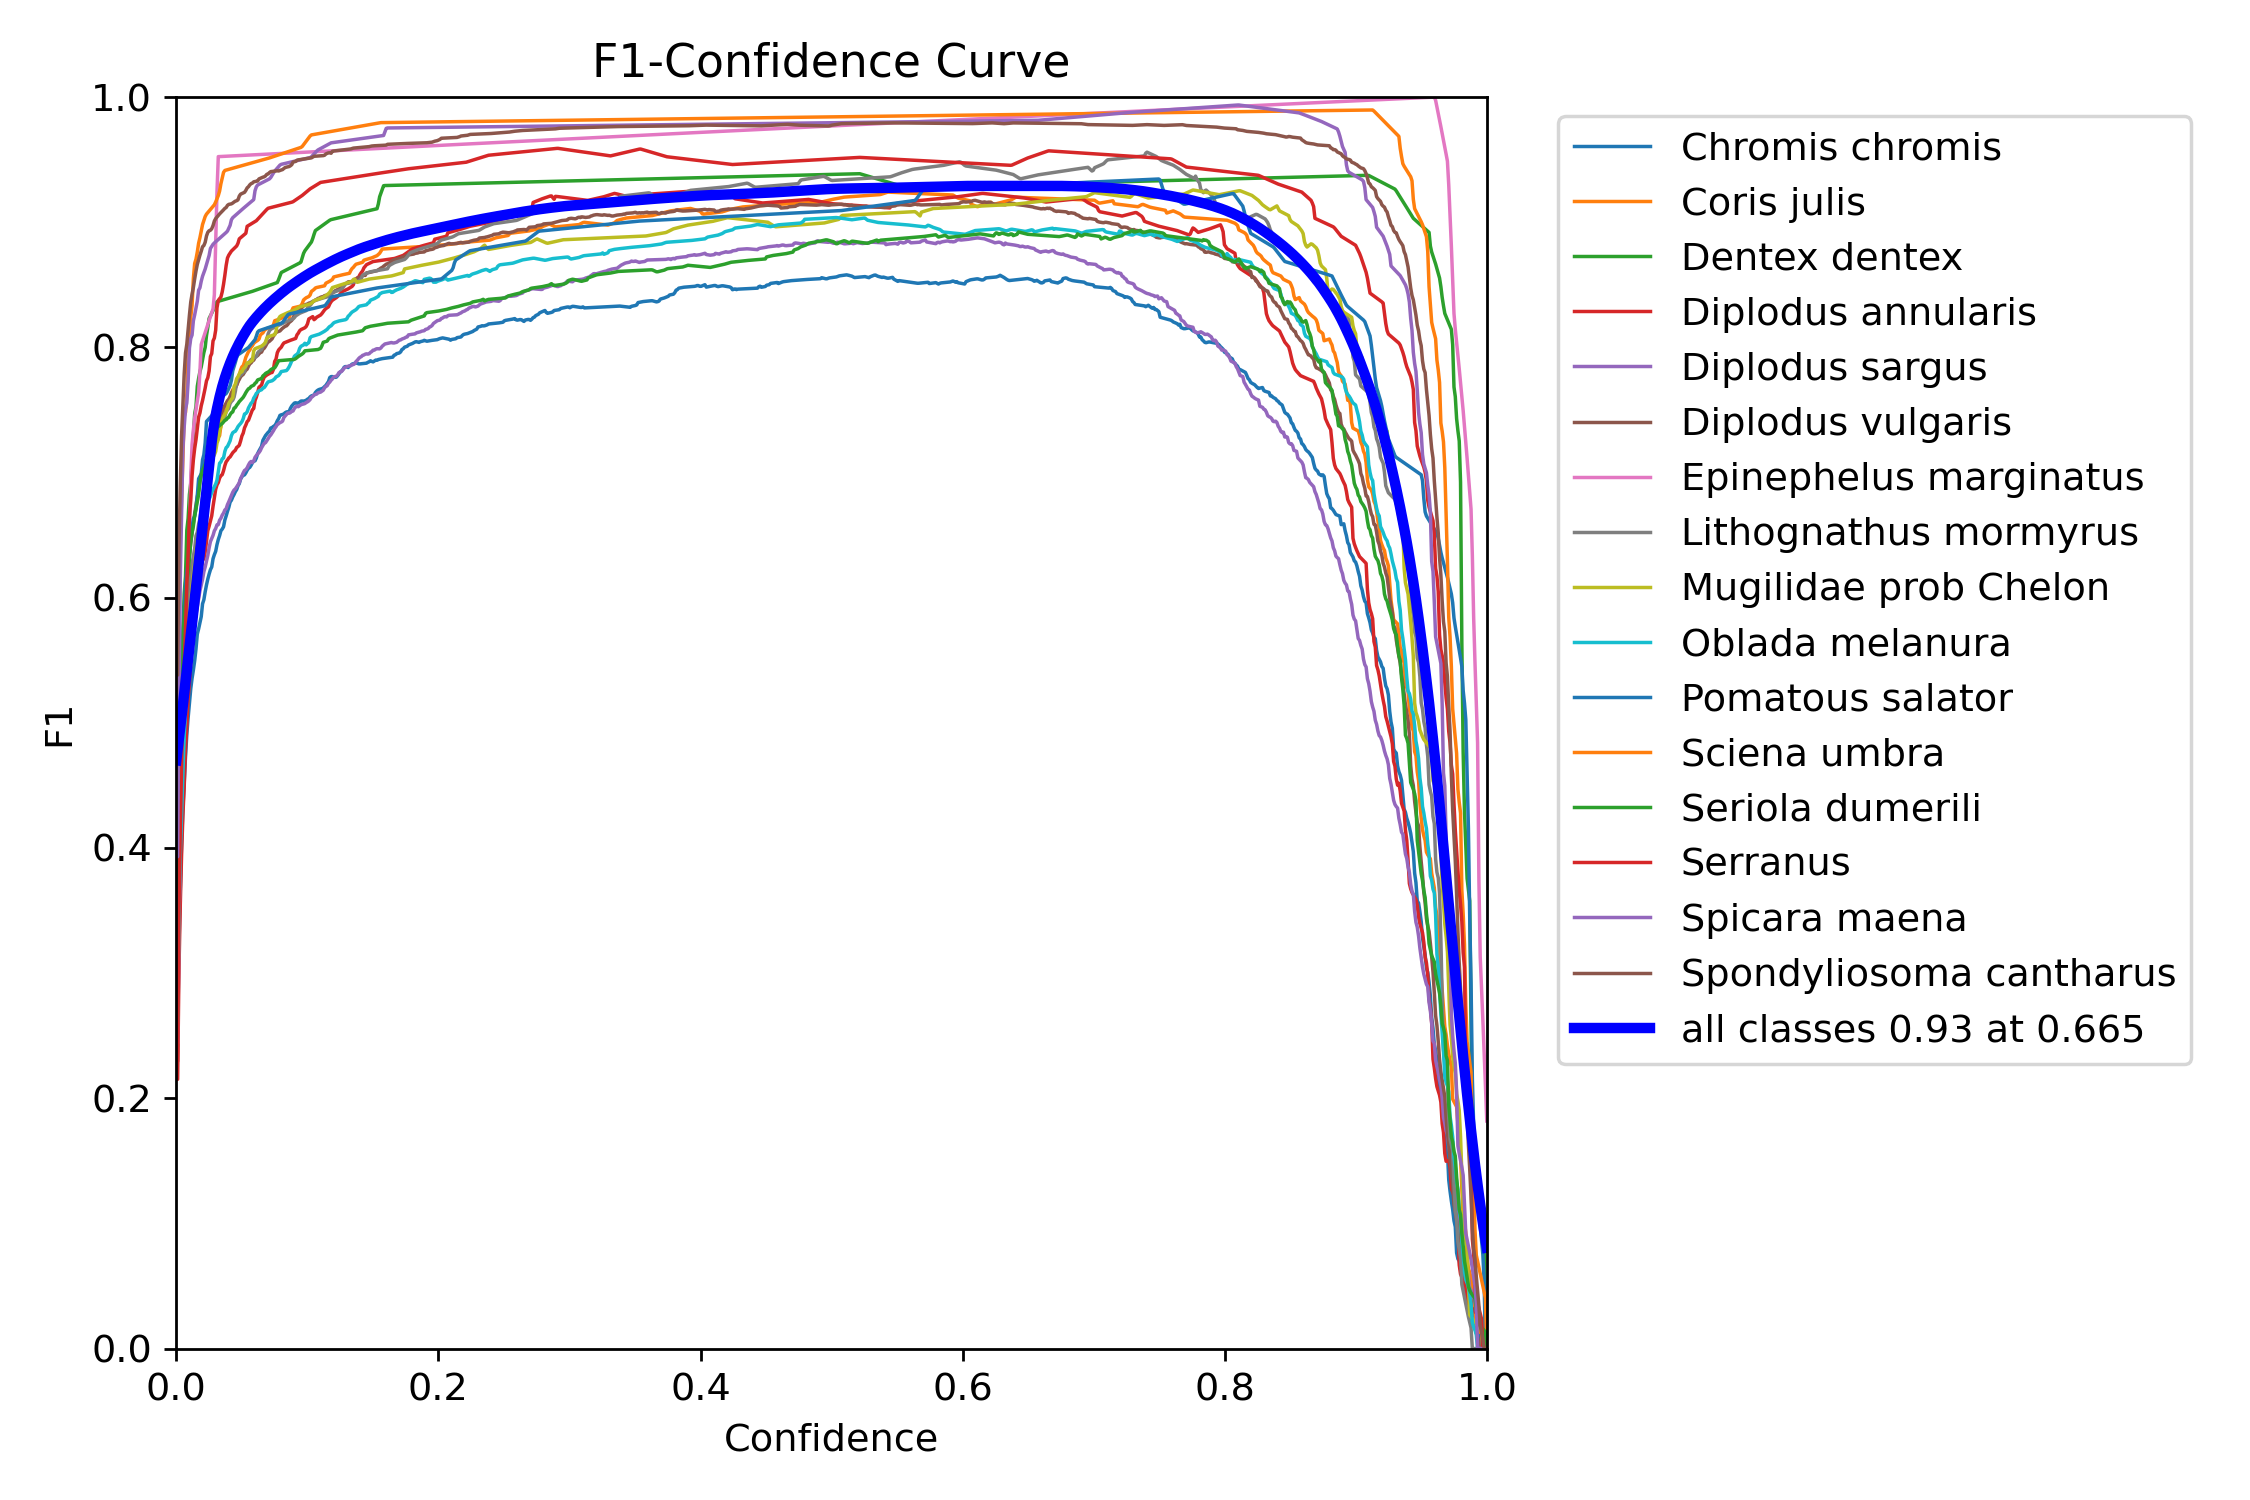 F1-Confidence Curve
1.0
0.8
0.6
0.4
0.2
0.0
F1
0.0 0.2 0.4 0.6 0.8 1.0
Confidence
Chromis chromis
Coris julis
Dentex dentex
Diplodus annularis
Diplodus sargus
Diplodus vulgaris
Epinephelus marginatus
Lithognathus mormyrus
Mugilidae prob Chelon
Oblada melanura
Pomatous salator
Sciena umbra
Seriola dumerili
Serranus
Spicara maena
Spondyliosoma cantharus
all classes 0.93 at 0.665